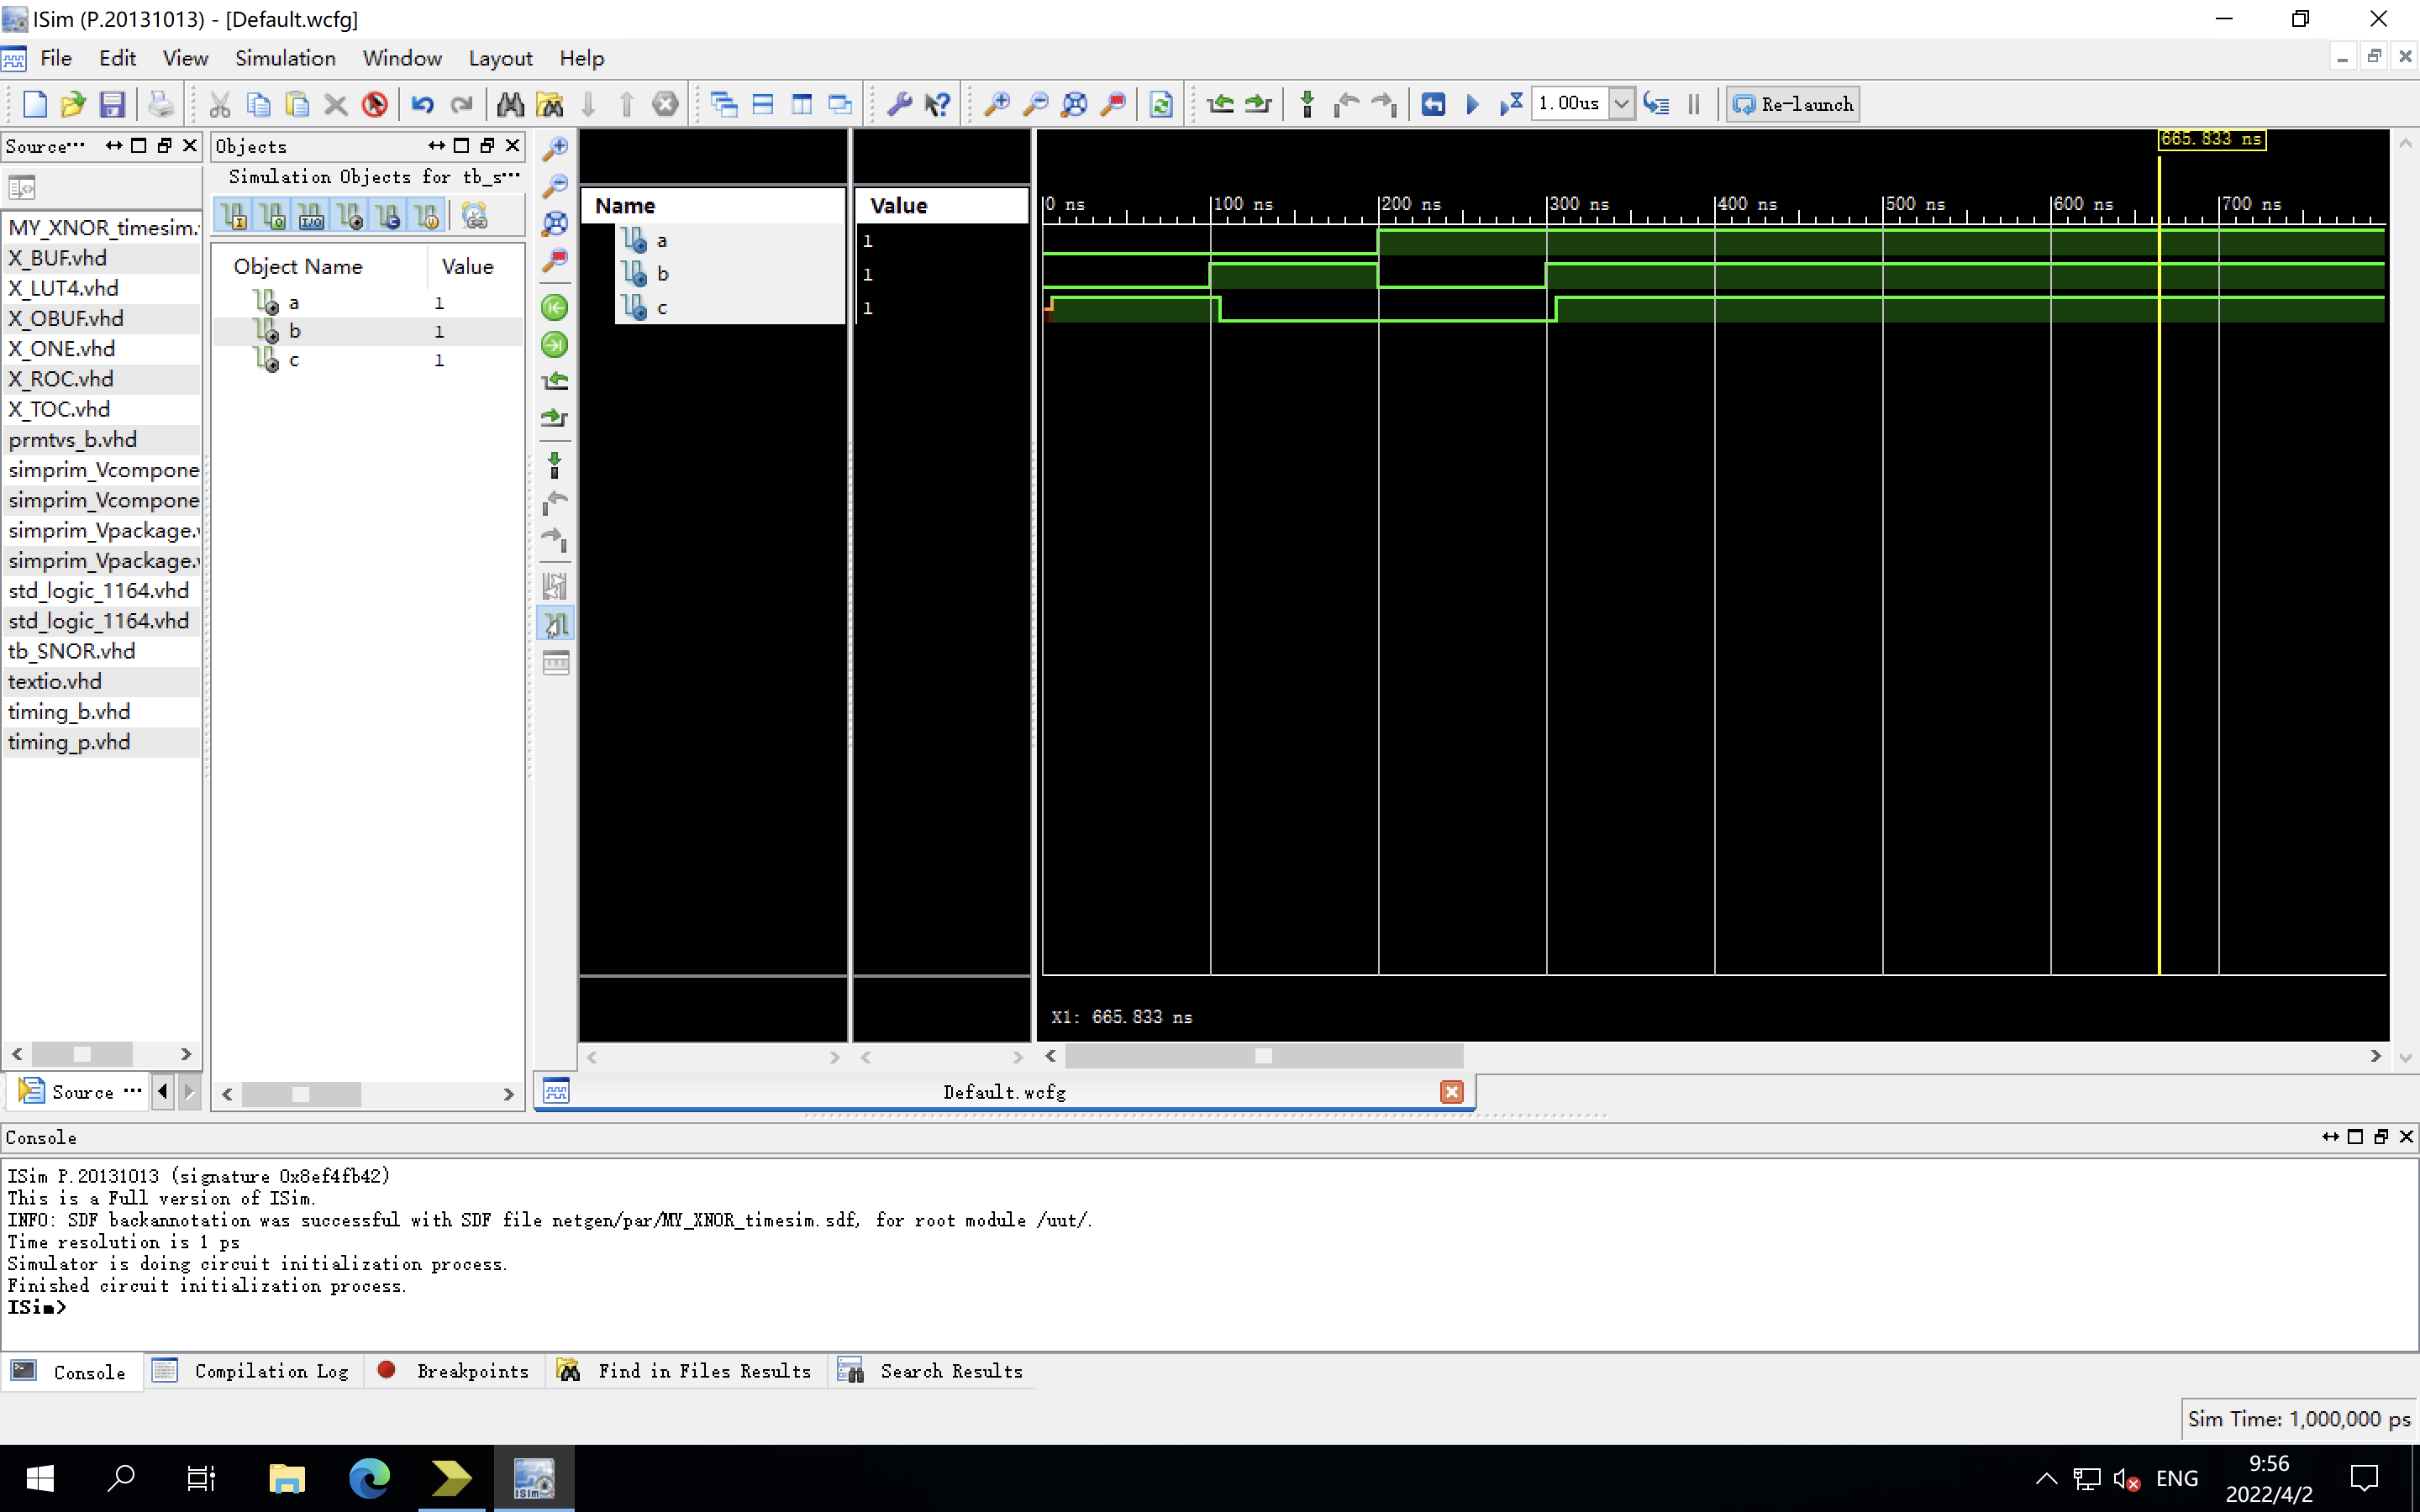 ISim (P.20131013) - [Default.wcfg]
File Edit View Simulation Window Layout Help
1.00us
Re-launch
Source···
Objects
Simulation Objects for tb_s···
MY_XNOR_timesim.
X_BUF.vhd
X_LUT4.vhd
X_OBUF.vhd
X_ONE.vhd
X_ROC.vhd
X_TOC.vhd
prmtvs_b.vhd
simprim_Vcompone
simprim_Vcompone
simprim_Vpackage.
simprim_Vpackage.
std_logic_1164.vhd
std_logic_1164.vhd
tb_SNOR.vhd
textio.vhd
timing_b.vhd
timing_p.vhd
Source ···
Object Name Value
a 1
b 1
c 1
Name Value
a 1
b 1
c 1
665.833 ns
0 ns 100 ns 200 ns 300 ns 400 ns 500 ns 600 ns 700 ns
X1: 665.833 ns
Default.wcfg
Console
ISim P.20131013 (signature 0x8ef4fb42)
This is a Full version of ISim.
INFO: SDF backannotation was successful with SDF file netgen/par/MY_XNOR_timesim.sdf, for root module /uut/.
Time resolution is 1 ps
Simulator is doing circuit initialization process.
Finished circuit initialization process.
ISim>
Console Compilation Log Breakpoints Find in Files Results Search Results
Sim Time: 1,000,000 ps
ISim
ENG
9:56
2022/4/2